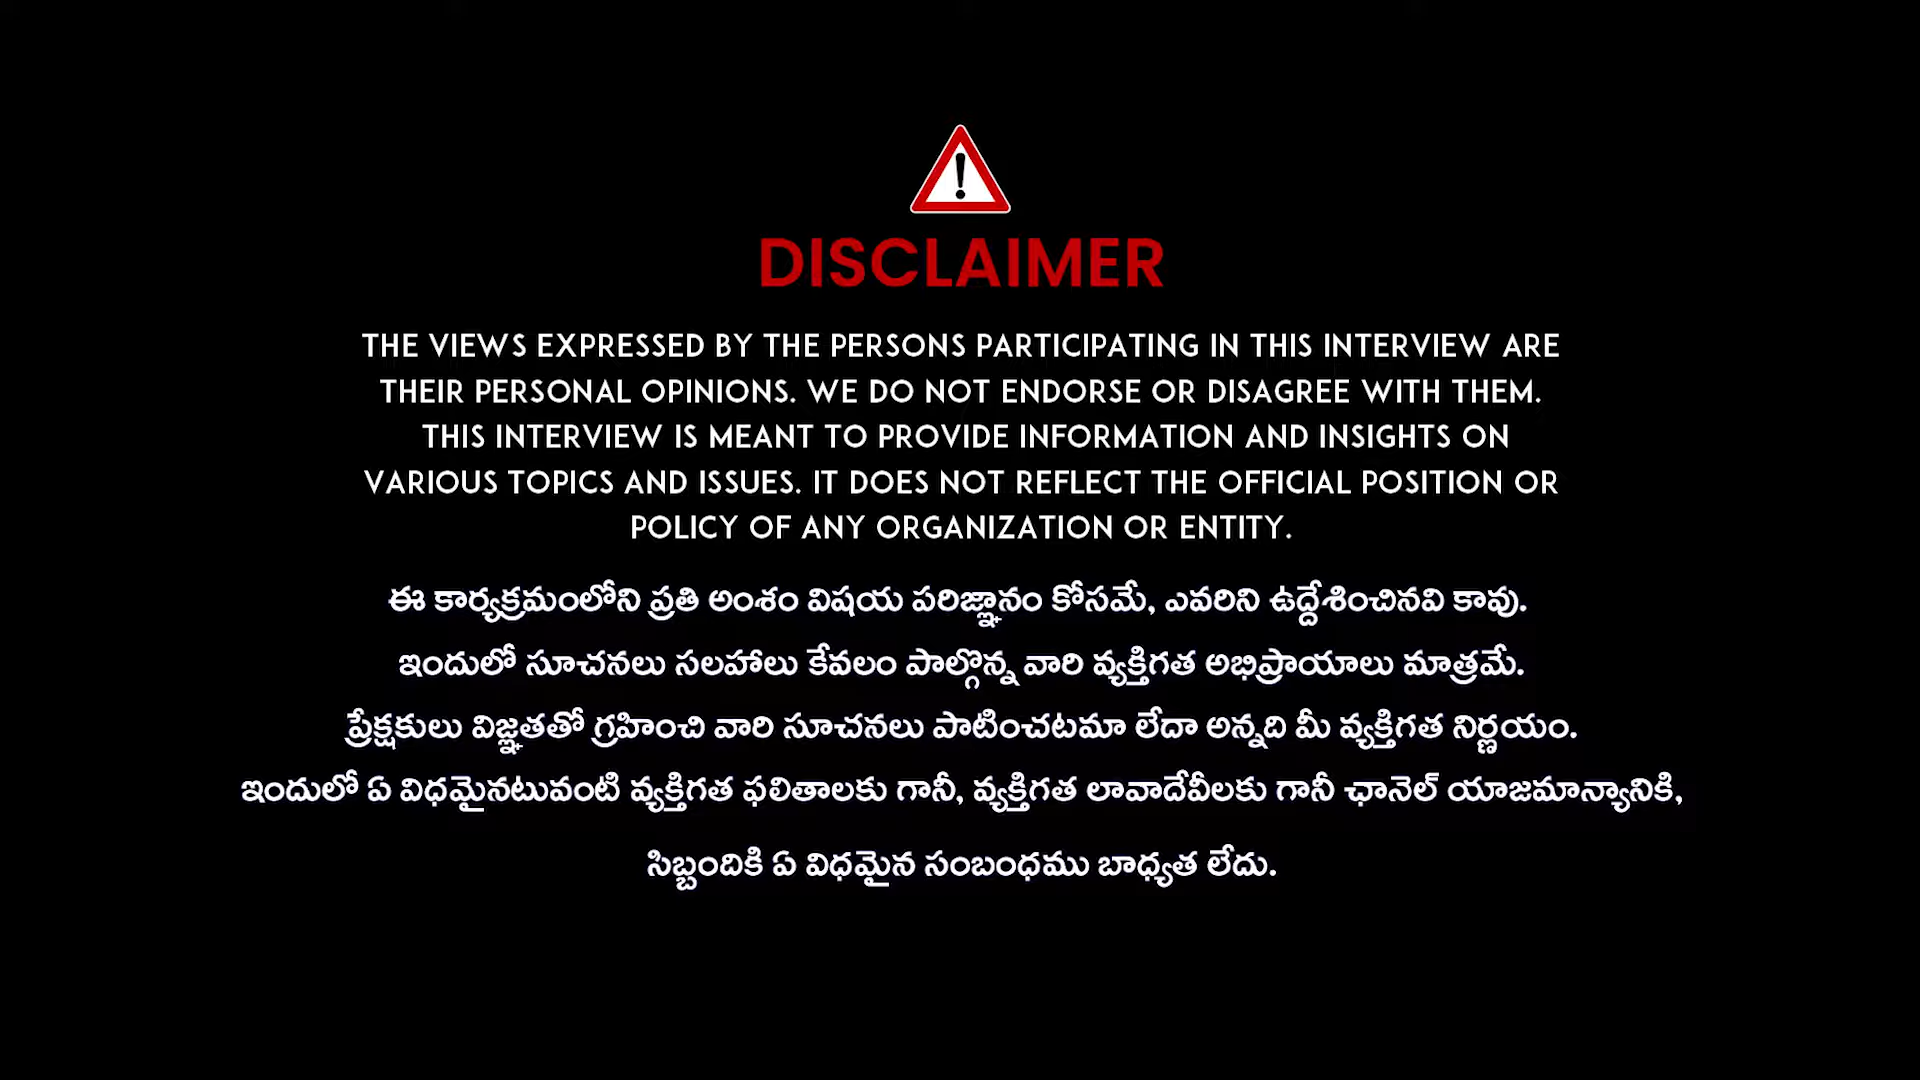 DISCLAIMER
THE VIEWS EXPRESSED BY THE PERSONS PARTICIPATING IN THIS INTERVIEW ARE
THEIR PERSONAL OPINIONS. WE DO NOT ENDORSE OR DISAGREE WITH THEM.
THIS INTERVIEW IS MEANT TO PROVIDE INFORMATION AND INSIGHTS ON
VARIOUS TOPICS AND ISSUES. IT DOES NOT REFLECT THE OFFICIAL POSITION OR
POLICY OF ANY ORGANIZATION OR ENTITY.
ఈ కార్యక్రమంలోని ప్రతి అంశం విషయ పరిజ్ఞానం కోసమే, ఎవరిని ఉద్దేశించినవి కావు.
ఇందులో సూచనలు సలహాలు కేవలం పాల్గొన్న వారి వ్యక్తిగత అభిప్రాయాలు మాత్రమే.
ప్రేక్షకులు విజ్ఞతతో గ్రహించి వారి సూచనలు పాటించటమా లేదా అన్నది మీ వ్యక్తిగత నిర్ణయం.
ఇందులో ఏ విధమైనటువంటి వ్యక్తిగత ఫలితాలకు గానీ, వ్యక్తిగత లావాదేవీలకు గానీ ఛానెల్ యాజమాన్యానికి,
సిబ్బందికి ఏ విధమైన సంబంధము బాధ్యత లేదు.